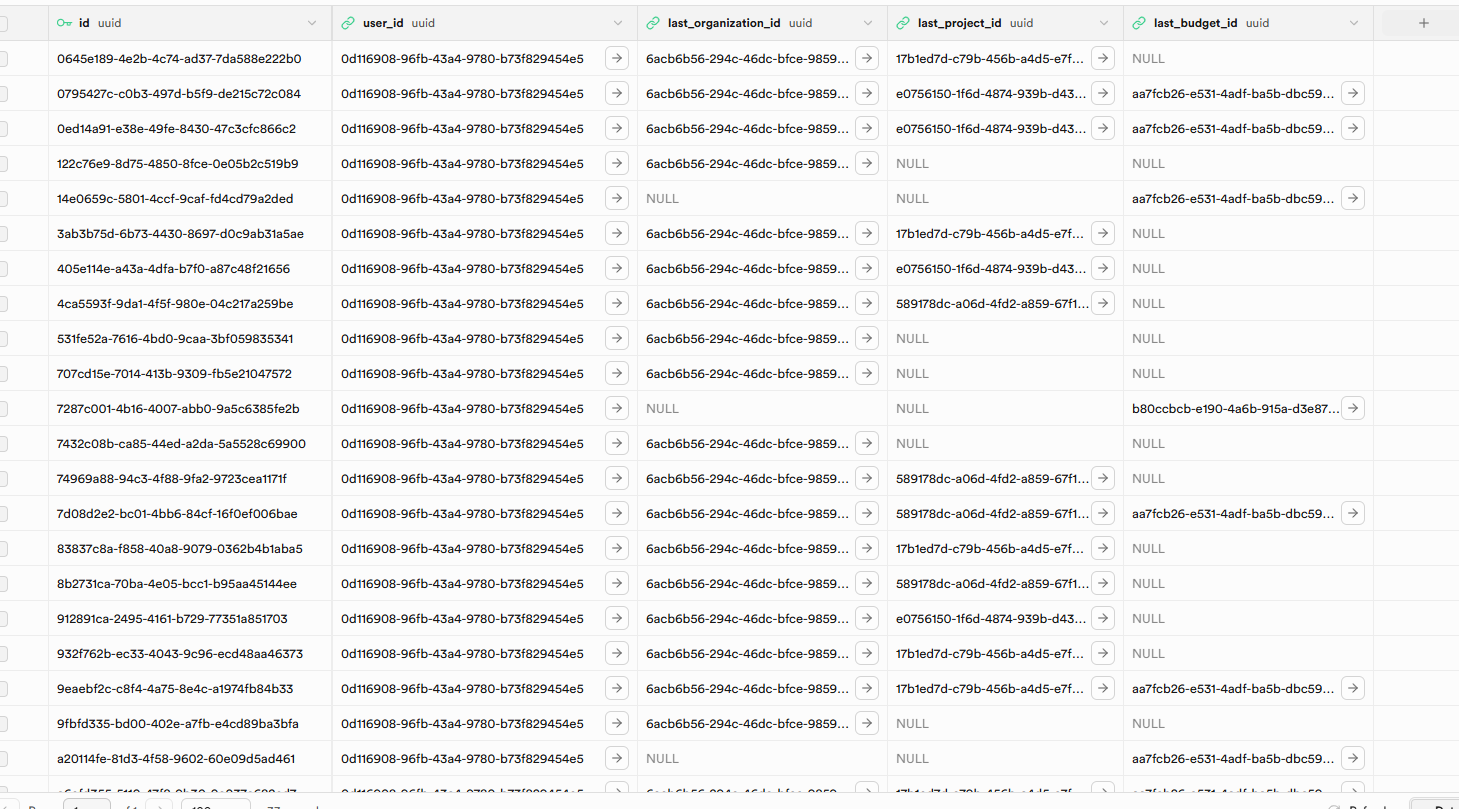 id uuid user_id uuid last_organization_id uuid last_project_id uuid last_budget_id uuid +
0645e189-4e2b-4c74-ad37-7da588e222b0 0d116908-96fb-43a4-9780-b73f829454e5 6acb6b56-294c-46dc-bfce-9859... 17b1ed7d-c79b-456b-a4d5-e7f... NULL
0795427c-c0b3-497d-b5f9-de215c72c084 0d116908-96fb-43a4-9780-b73f829454e5 6acb6b56-294c-46dc-bfce-9859... e0756150-1f6d-4874-939b-d43... aa7fcb26-e531-4adf-ba5b-dbc59...
0ed14a91-e38e-49fe-8430-47c3cfc866c2 0d116908-96fb-43a4-9780-b73f829454e5 6acb6b56-294c-46dc-bfce-9859... e0756150-1f6d-4874-939b-d43... aa7fcb26-e531-4adf-ba5b-dbc59...
122c76e9-8d75-4850-8fce-0e05b2c519b9 0d116908-96fb-43a4-9780-b73f829454e5 6acb6b56-294c-46dc-bfce-9859... NULL NULL
14e0659c-5801-4ccf-9caf-fd4cd79a2ded 0d116908-96fb-43a4-9780-b73f829454e5 NULL NULL aa7fcb26-e531-4adf-ba5b-dbc59...
3ab3b75d-6b73-4430-8697-d0c9ab31a5ae 0d116908-96fb-43a4-9780-b73f829454e5 6acb6b56-294c-46dc-bfce-9859... 17b1ed7d-c79b-456b-a4d5-e7f... NULL
405e114e-a43a-4dfa-b7f0-a87c48f21656 0d116908-96fb-43a4-9780-b73f829454e5 6acb6b56-294c-46dc-bfce-9859... e0756150-1f6d-4874-939b-d43... NULL
4ca5593f-9da1-4f5f-980e-04c217a259be 0d116908-96fb-43a4-9780-b73f829454e5 6acb6b56-294c-46dc-bfce-9859... 589178dc-a06d-4fd2-a859-67f1... NULL
531fe52a-7616-4bd0-9caa-3bf059835341 0d116908-96fb-43a4-9780-b73f829454e5 6acb6b56-294c-46dc-bfce-9859... NULL NULL
707cd15e-7014-413b-9309-fb5e21047572 0d116908-96fb-43a4-9780-b73f829454e5 6acb6b56-294c-46dc-bfce-9859... NULL NULL
7287c001-4b16-4007-abb0-9a5c6385fe2b 0d116908-96fb-43a4-9780-b73f829454e5 NULL NULL b80ccbcb-e190-4a6b-915a-d3e87...
7432c08b-ca85-44ed-a2da-5a5528c69900 0d116908-96fb-43a4-9780-b73f829454e5 6acb6b56-294c-46dc-bfce-9859... NULL NULL
74969a88-94c3-4f88-9fa2-9723cea1171f 0d116908-96fb-43a4-9780-b73f829454e5 6acb6b56-294c-46dc-bfce-9859... 589178dc-a06d-4fd2-a859-67f1... NULL
7d08d2e2-bc01-4bb6-84cf-16f0ef006bae 0d116908-96fb-43a4-9780-b73f829454e5 6acb6b56-294c-46dc-bfce-9859... 589178dc-a06d-4fd2-a859-67f1... aa7fcb26-e531-4adf-ba5b-dbc59...
83837c8a-f858-40a8-9079-0362b4b1aba5 0d116908-96fb-43a4-9780-b73f829454e5 6acb6b56-294c-46dc-bfce-9859... 17b1ed7d-c79b-456b-a4d5-e7f... NULL
8b2731ca-70ba-4e05-bcc1-b95aa45144ee 0d116908-96fb-43a4-9780-b73f829454e5 6acb6b56-294c-46dc-bfce-9859... 589178dc-a06d-4fd2-a859-67f1... NULL
912891ca-2495-4161-b729-77351a851703 0d116908-96fb-43a4-9780-b73f829454e5 6acb6b56-294c-46dc-bfce-9859... e0756150-1f6d-4874-939b-d43... NULL
932f762b-ec33-4043-9c96-ecd48aa46373 0d116908-96fb-43a4-9780-b73f829454e5 6acb6b56-294c-46dc-bfce-9859... 17b1ed7d-c79b-456b-a4d5-e7f... NULL
9eaebf2c-c8f4-4a75-8e4c-a1974fb84b33 0d116908-96fb-43a4-9780-b73f829454e5 6acb6b56-294c-46dc-bfce-9859... 17b1ed7d-c79b-456b-a4d5-e7f... aa7fcb26-e531-4adf-ba5b-dbc59...
9fbfd335-bd00-402e-a7fb-e4cd89ba3bfa 0d116908-96fb-43a4-9780-b73f829454e5 6acb6b56-294c-46dc-bfce-9859... NULL NULL
a20114fe-81d3-4f58-9602-60e09d5ad461 0d116908-96fb-43a4-9780-b73f829454e5 NULL NULL aa7fcb26-e531-4adf-ba5b-dbc59...